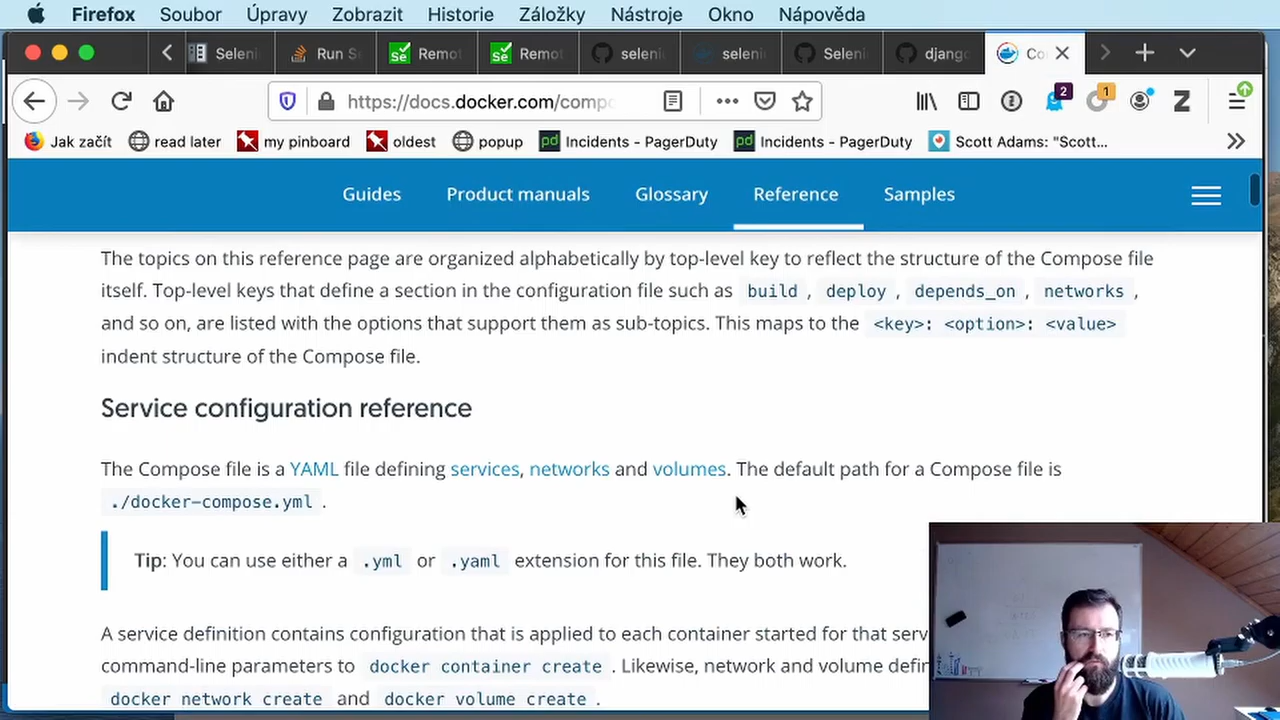 Firefox Soubor Úpravy Zobrazit Historie Záložky Nástroje Okno Nápověda
Seleni Run S Remot Remot seleni seleni Seleni djang Co
https://docs.docker.com/compo 2 1
Jak začít read later my pinboard oldest popup Incidents - PagerDuty Incidents - PagerDuty Scott Adams: "Scott...
Guides Product manuals Glossary Reference Samples
The topics on this reference page are organized alphabetically by top-level key to reflect the structure of the Compose file
itself. Top-level keys that define a section in the configuration file such as build , deploy , depends_on , networks ,
and so on, are listed with the options that support them as sub-topics. This maps to the <key>: <option>: <value>
indent structure of the Compose file.
Service configuration reference
The Compose file is a YAML file defining services, networks and volumes. The default path for a Compose file is
./docker-compose.yml .
Tip: You can use either a .yml or .yaml extension for this file. They both work.
A service definition contains configuration that is applied to each container started for that serv
command-line parameters to docker container create . Likewise, network and volume defin
docker network create and docker volume create .